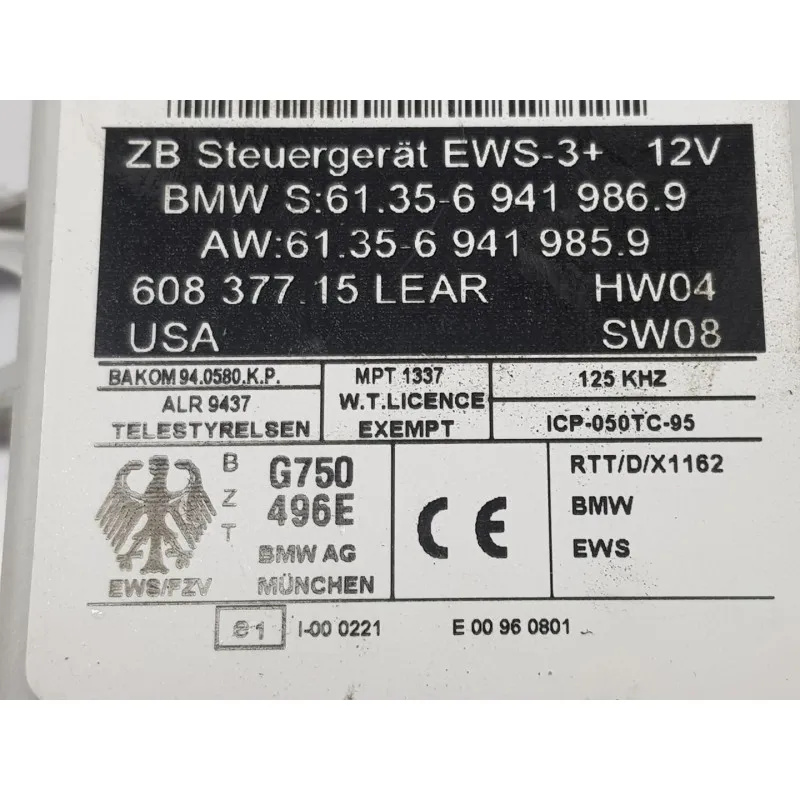 ZB Steuergerät EWS-3+ 12V
BMW S:61.35-6 941 986.9
AW:61.35-6 941 985.9
608 377.15 LEAR HW04
USA SW08
BAKOM 94.0580.K.P.
ALR 9437
TELESTYRELSEN
MPT 1337
W.T.LICENCE
EXEMPT
125 KHZ
ICP-050TC-95
BZT
G750
496E
BMW AG
MÜNCHEN
EWS/FZV
CE
RTT/D/X1162
BMW
EWS
e1 I-00 0221 E 00 96 0801